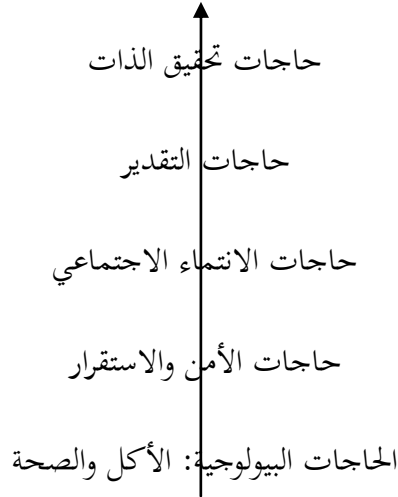 حاجات تحقيق الذات
حاجات التقدير
حاجات الانتماء الاجتماعي
حاجات الأمن والاستقرار
الحاجات البيولوجية: الأكل والصحة